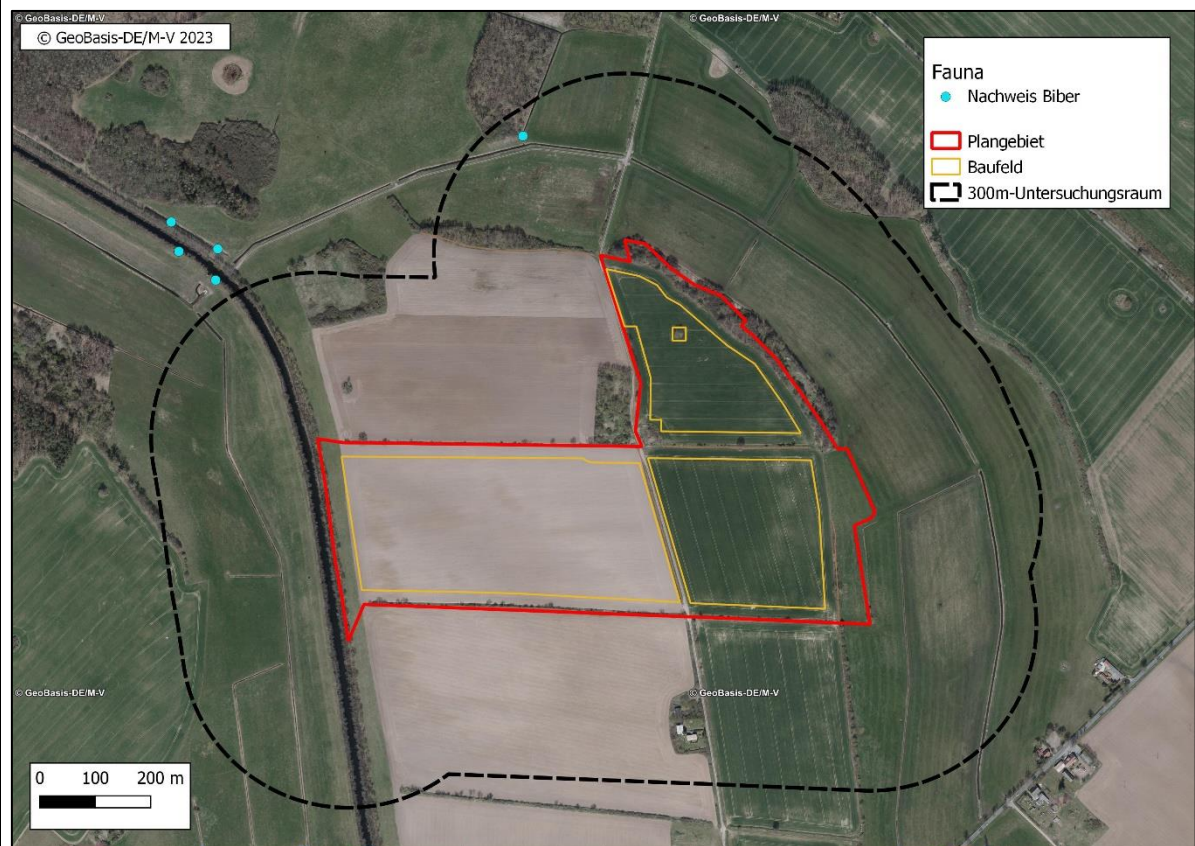 © GeoBasis-DE/M-V
© GeoBasis-DE/M-V
© GeoBasis-DE/M-V 2023
Fauna
Nachweis Biber
Plangebiet
Baufeld
300m-Untersuchungsraum
© GeoBasis-DE/M-V
© GeoBasis-DE/M-V
0 100 200 m